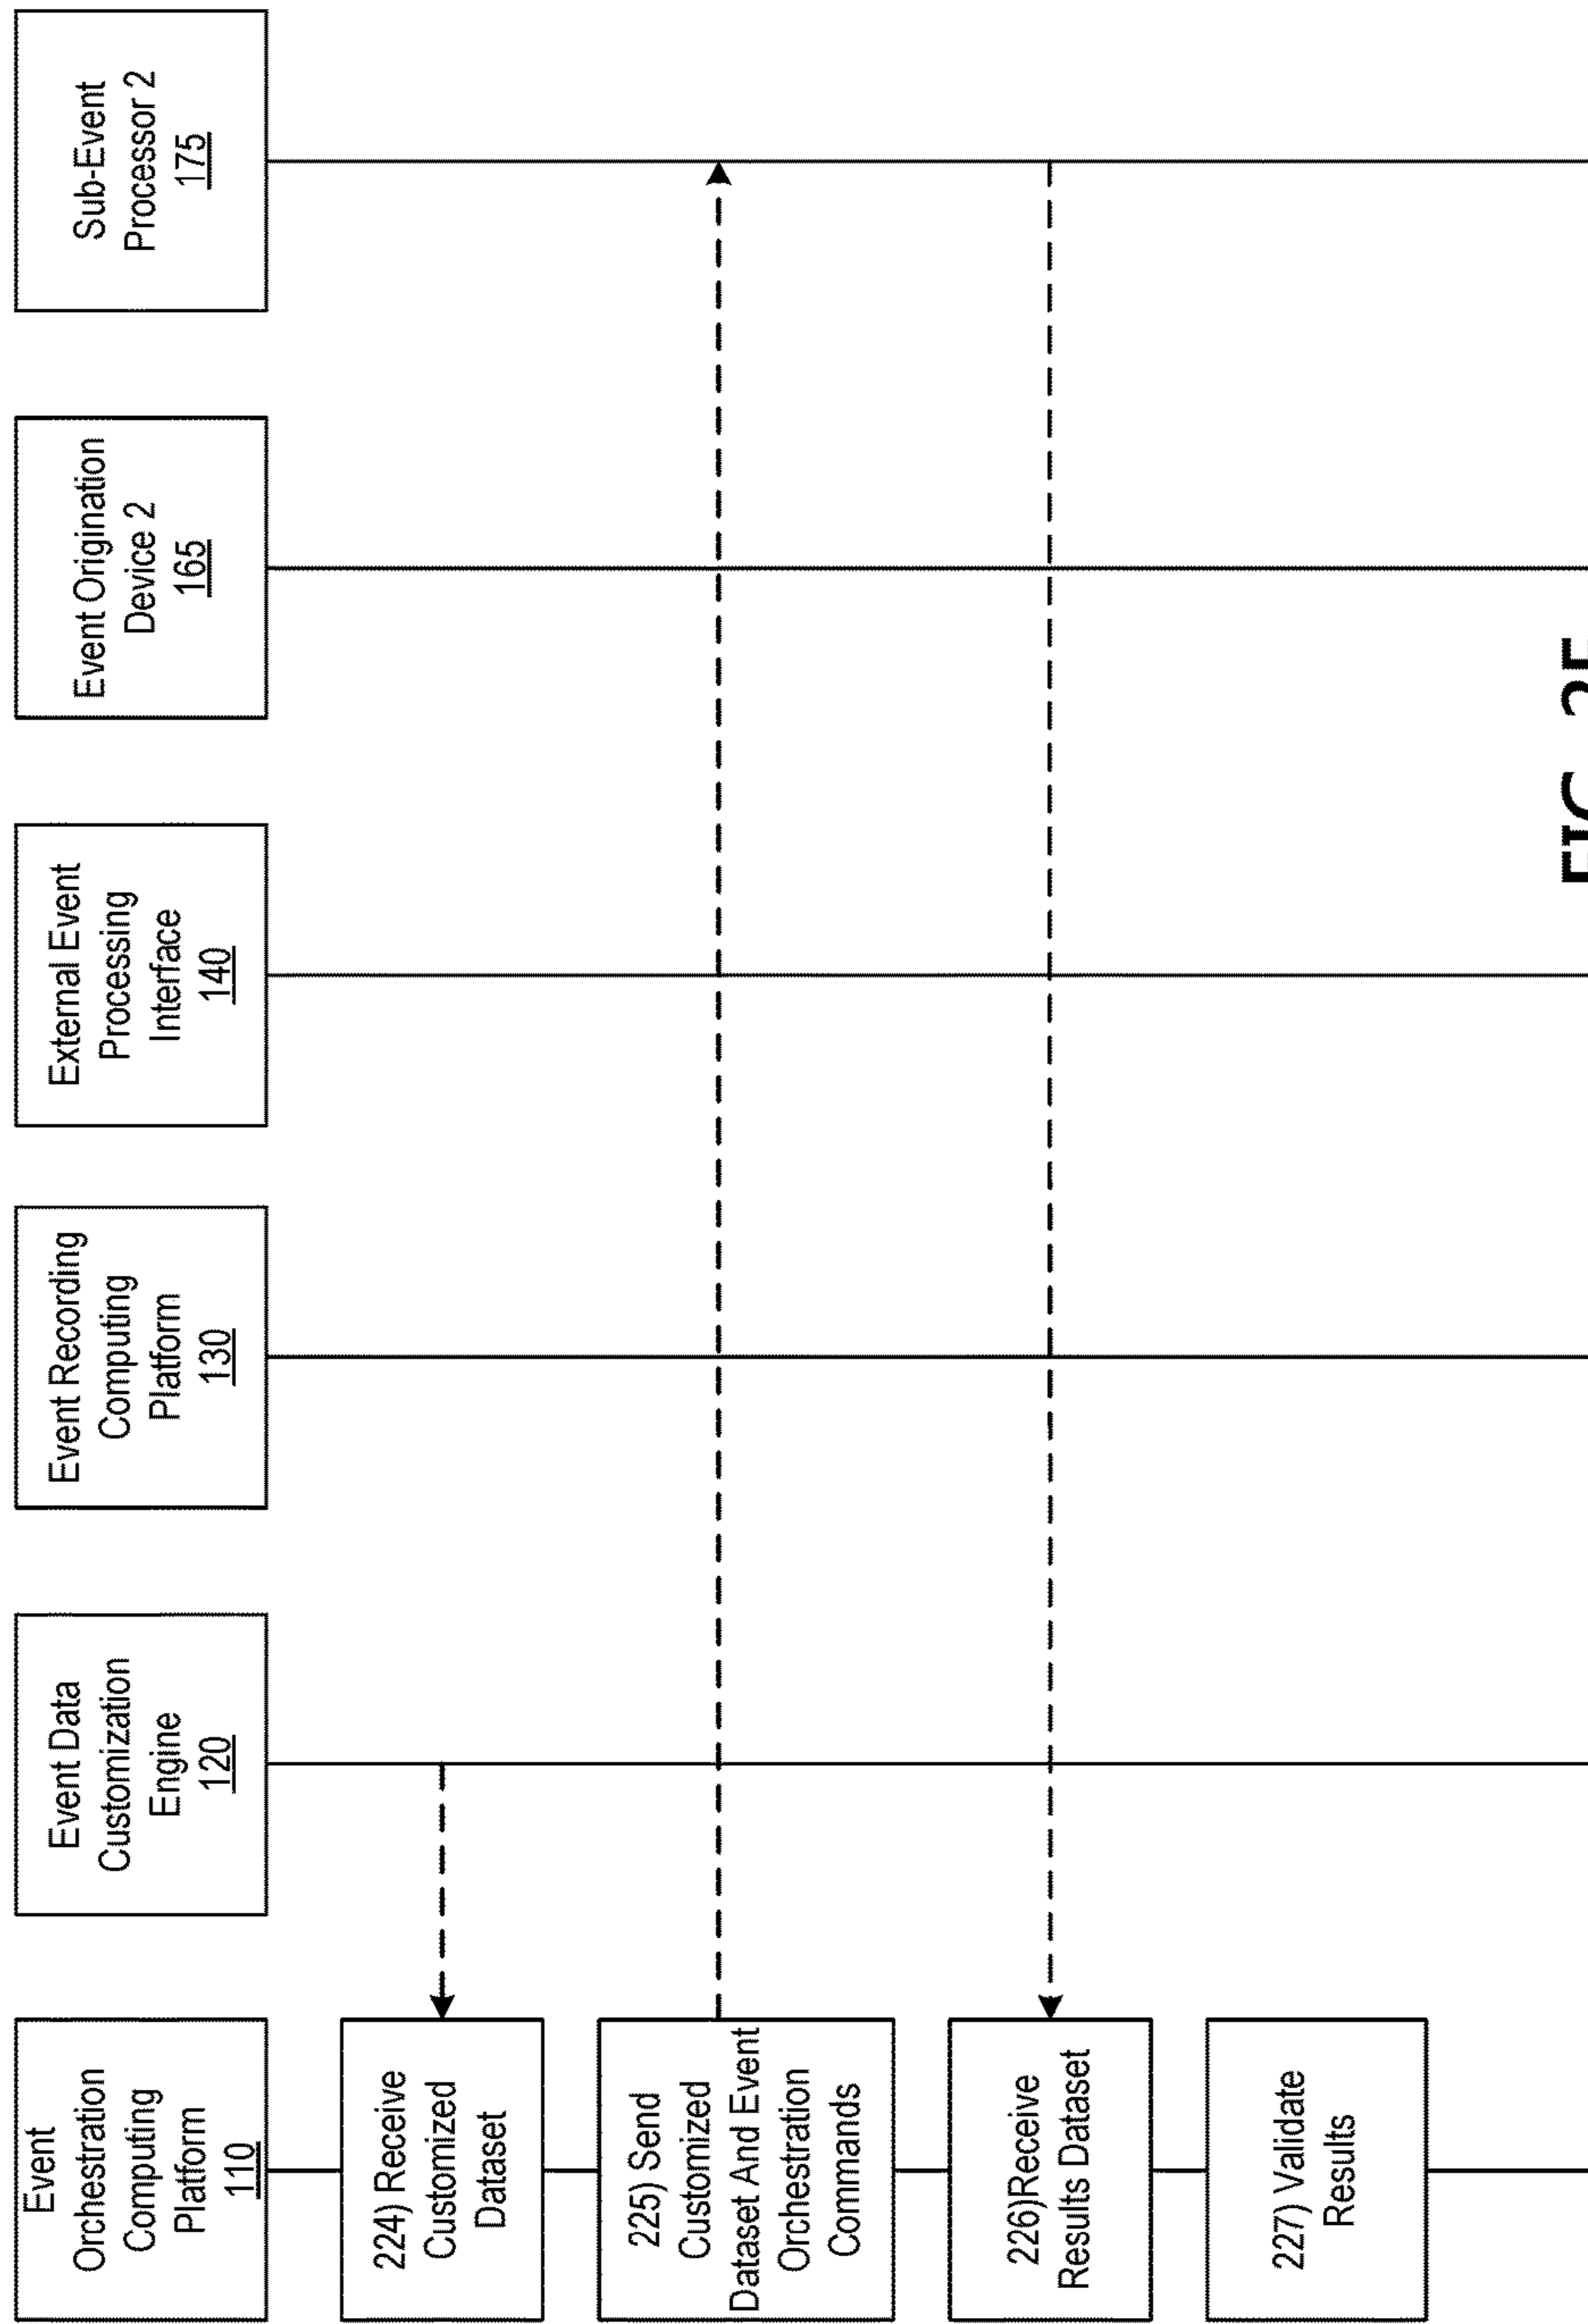 Event
Orchestration
Computing
Platform
110
Event Data
Customization
Engine
120
Event Recording
Computing
Platform
130
External Event
Processing
Interface
140
Event Origination
Device 2
165
Sub-Event
Processor 2
175
224) Receive
Customized
Dataset
225) Send
Customized
Dataset And Event
Orchestration
Commands
226)Receive
Results Dataset
227) Validate
Results
FIG.